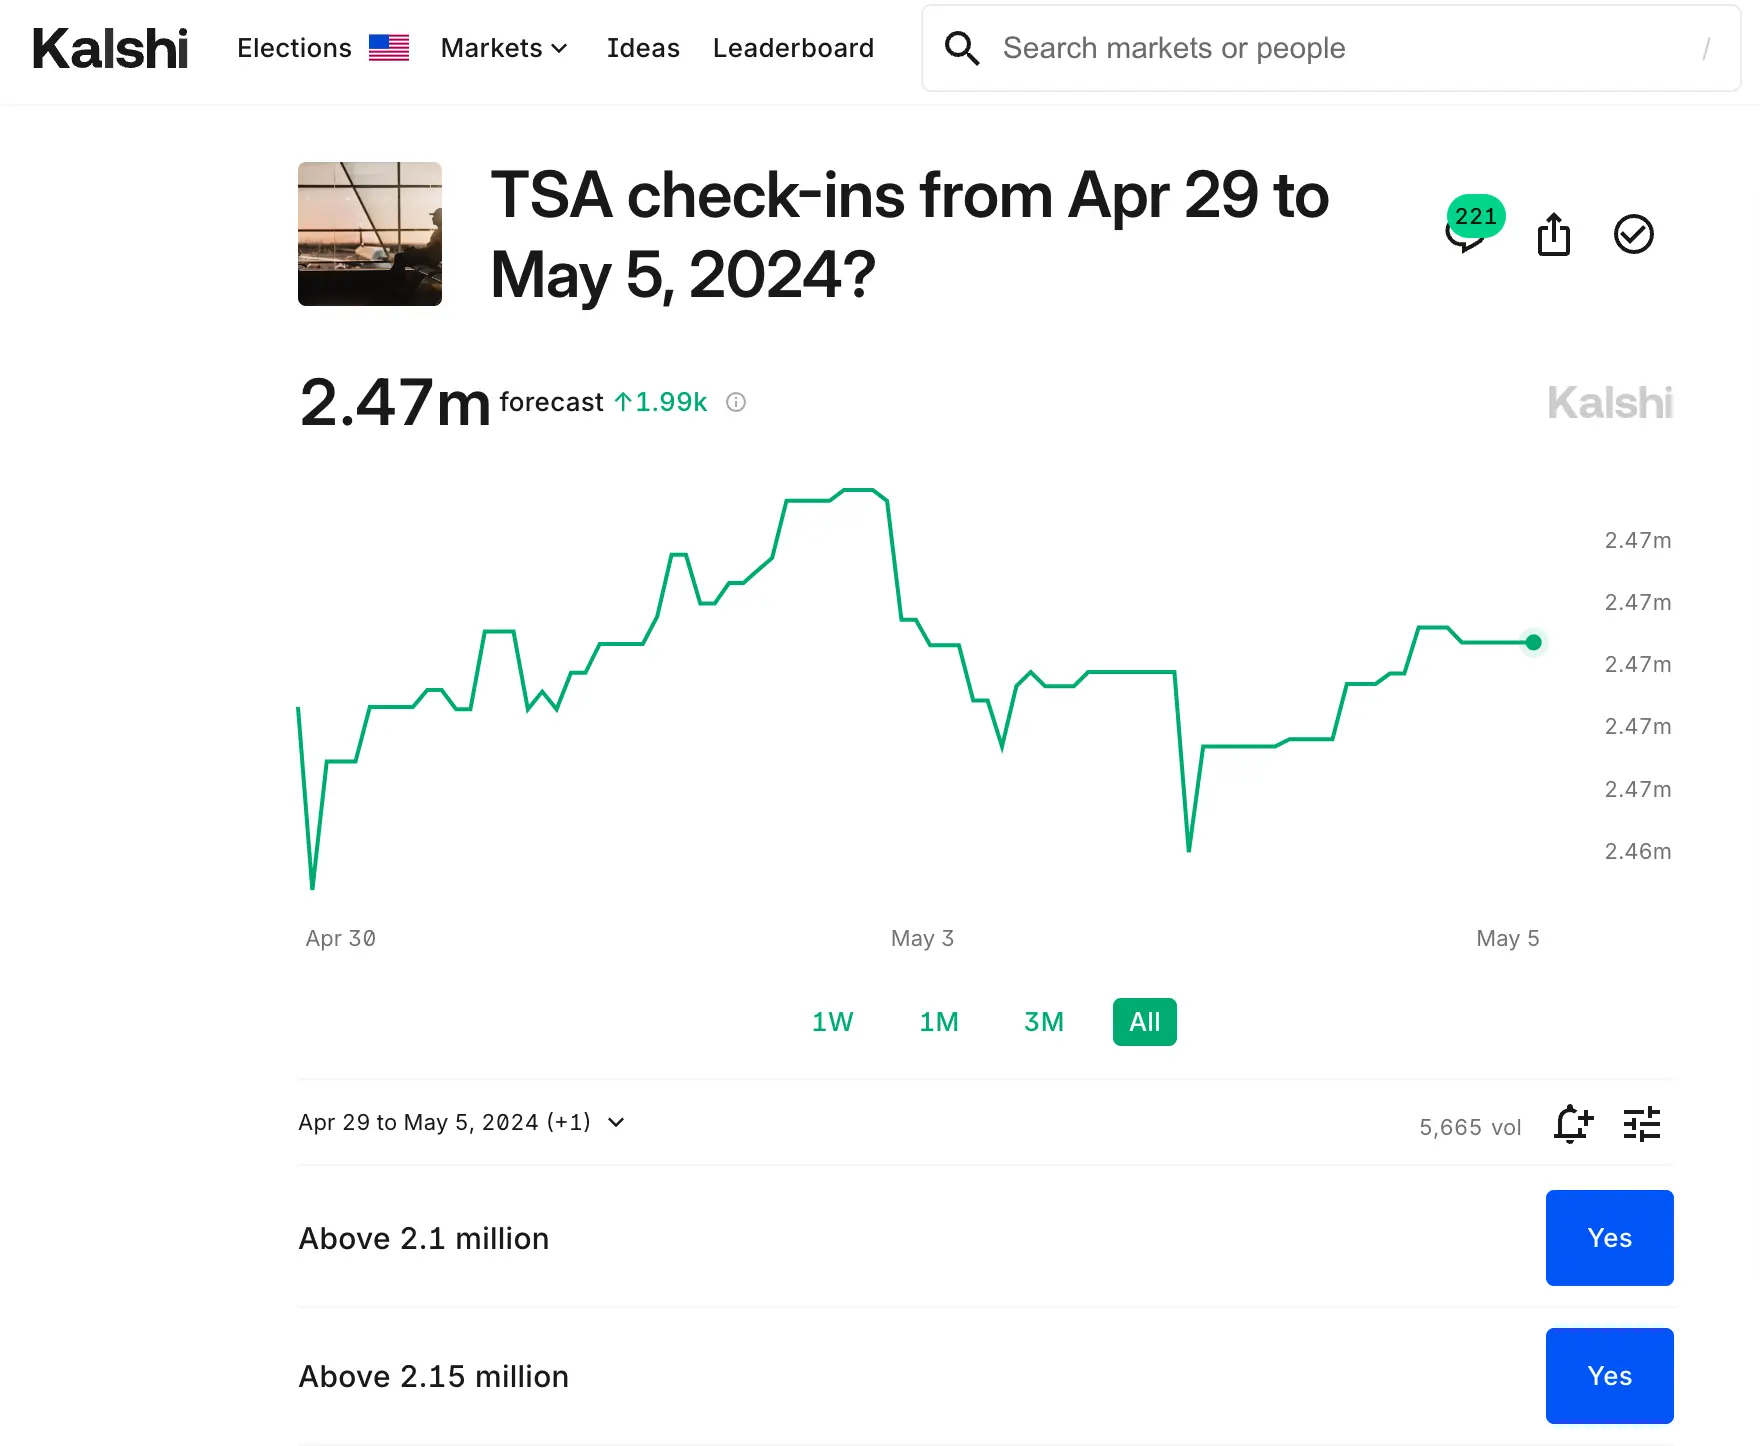 Kalshi Elections Markets Ideas Leaderboard Search markets or people /
TSA check-ins from Apr 29 to
May 5, 2024?
221
2.47m forecast ↑1.99k
Kalshi
2.47m
2.47m
2.47m
2.47m
2.47m
2.46m
Apr 30 May 3 May 5
1W 1M 3M All
Apr 29 to May 5, 2024 (+1) 5,665 vol
Above 2.1 million Yes
Above 2.15 million Yes